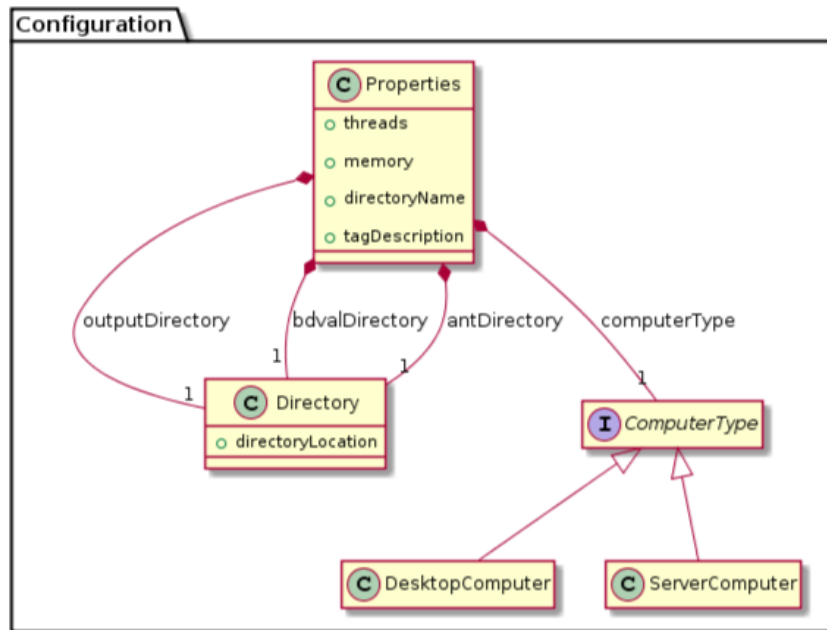 Configuration
C Properties
threads
memory
directoryName
tagDescription
outputDirectory
bdvalDirectory
antDirectory
computerType
1
1
1
1
C Directory
directoryLocation
I ComputerType
C DesktopComputer
C ServerComputer